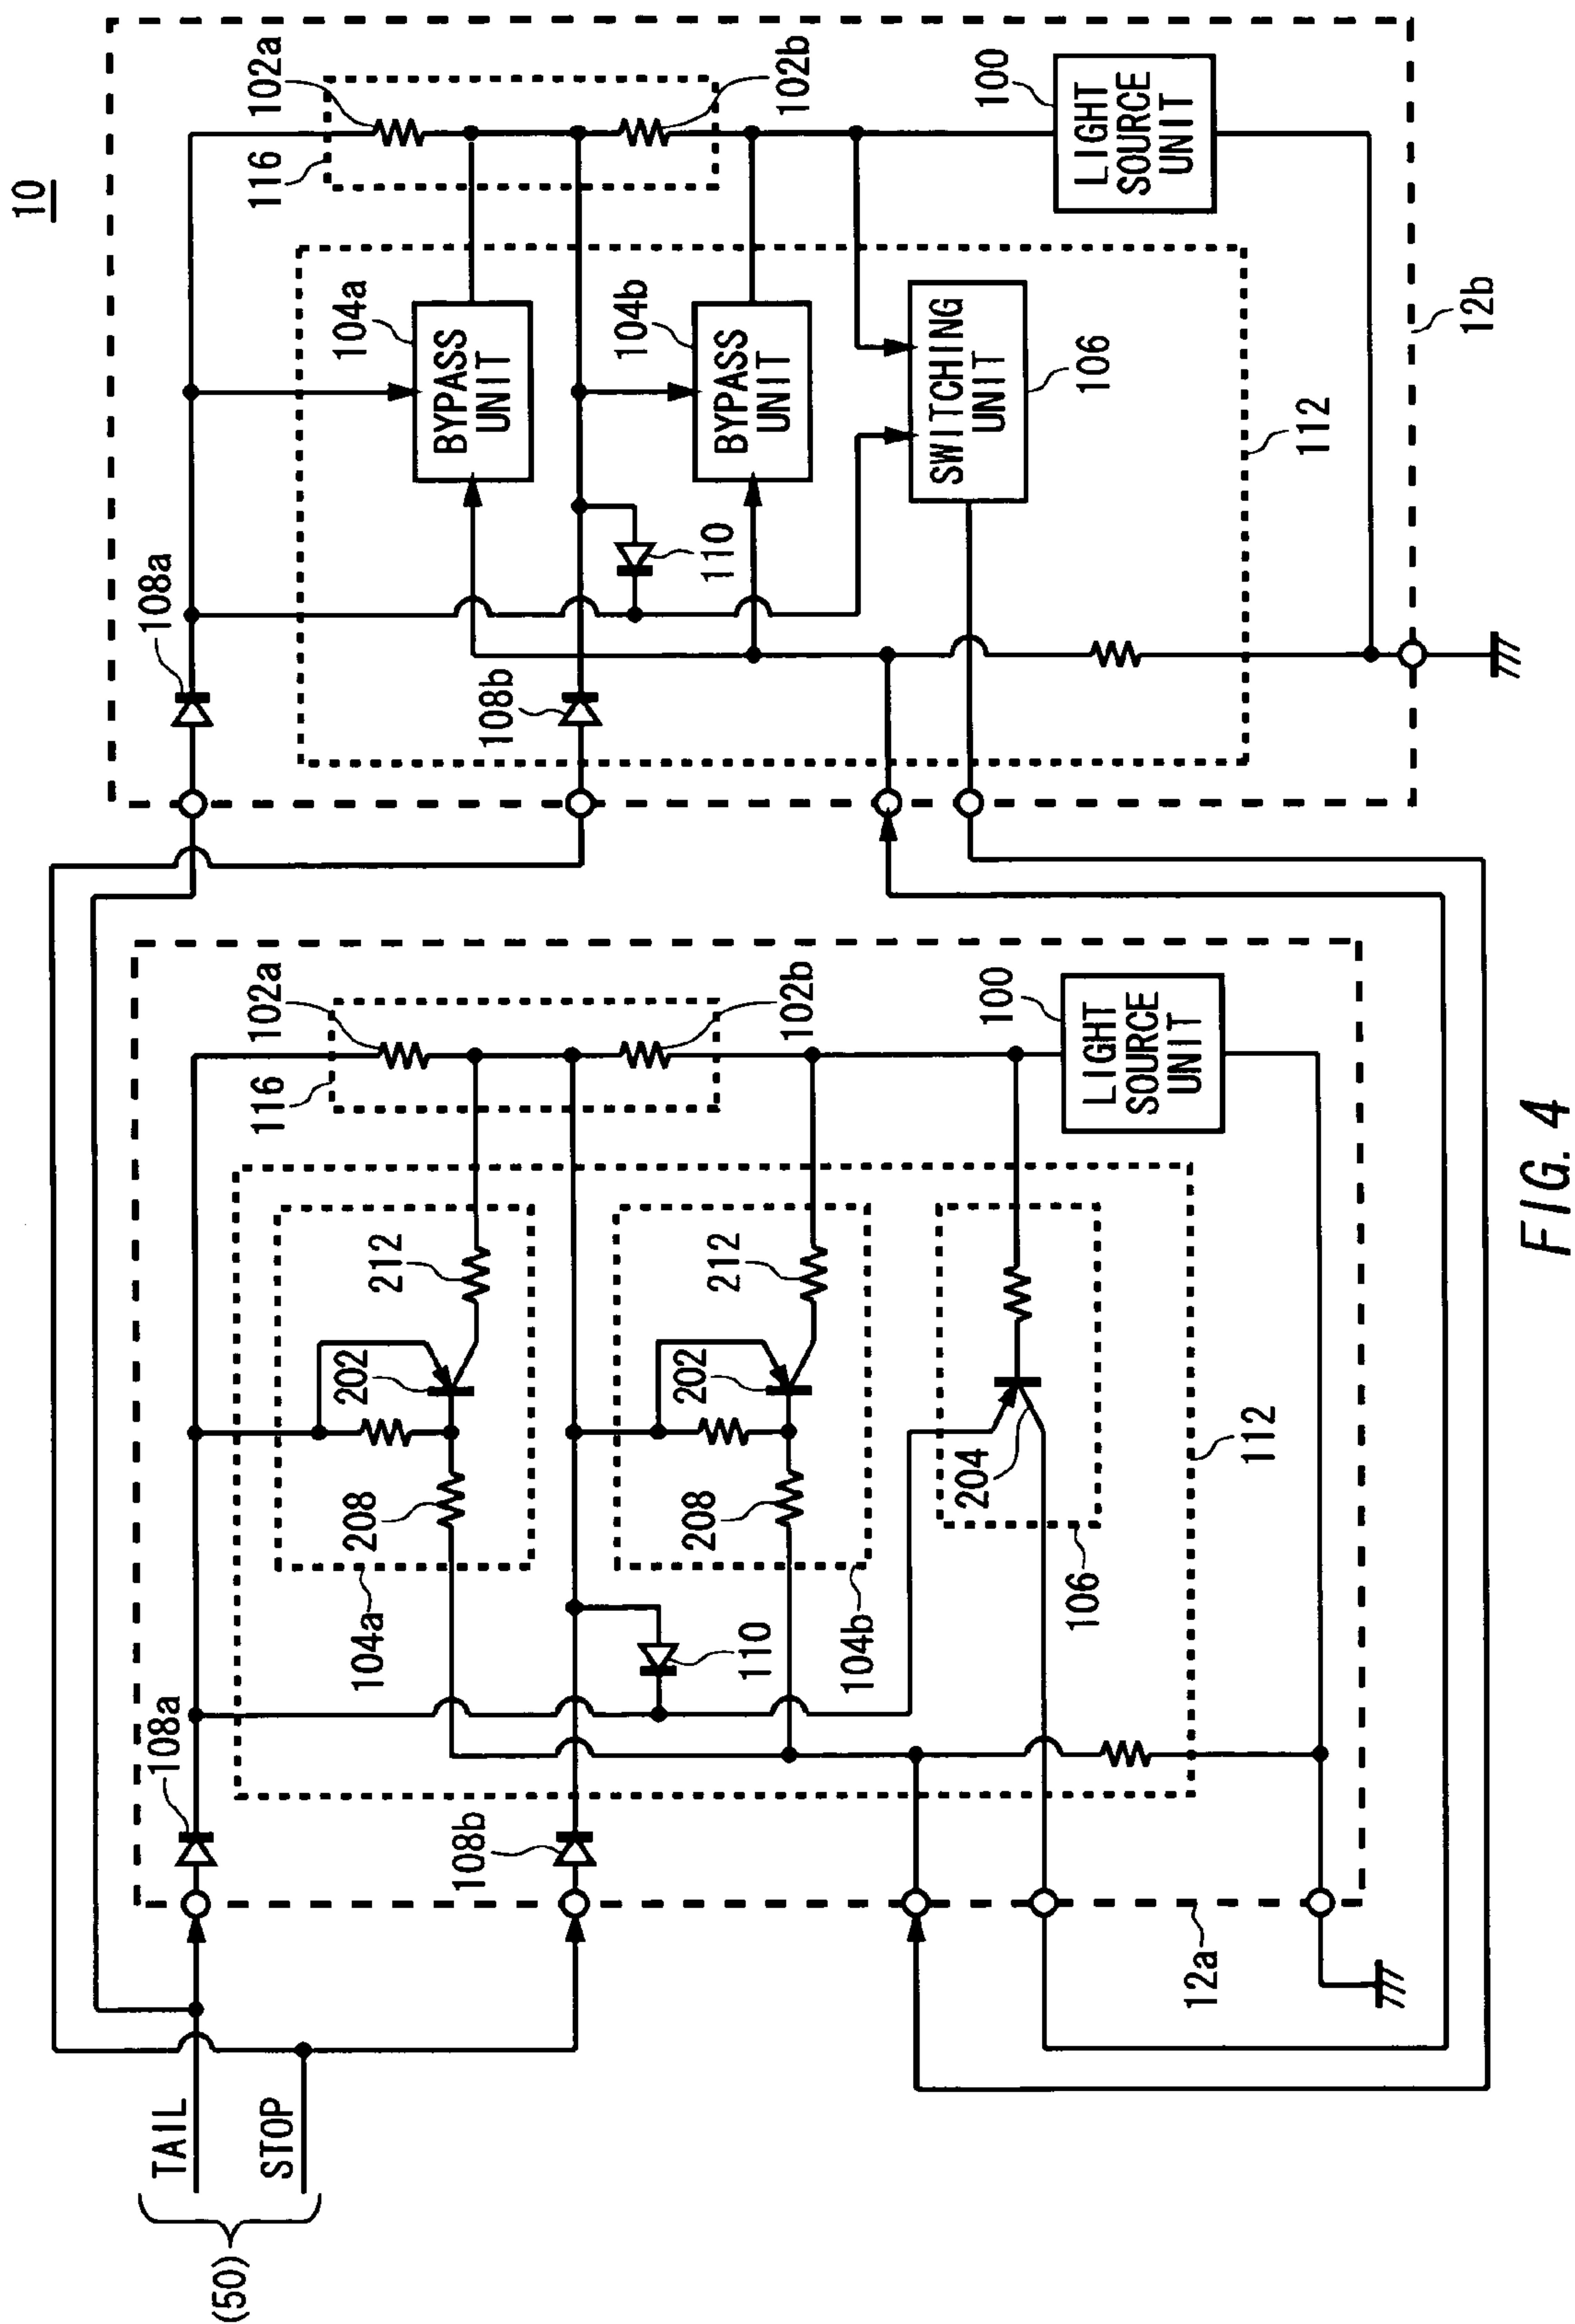 10
(50)
TAIL
STOP
108a
108b
104a
208
202
212
116
102a
102b
110
104b
208
202
212
106
204
112
100
LIGHT
SOURCE
UNIT
12a
108a
108b
104a
BYPASS
UNIT
116
102a
102b
110
104b
BYPASS
UNIT
SWITCHING
UNIT
106
112
100
LIGHT
SOURCE
UNIT
12b
FIG. 4